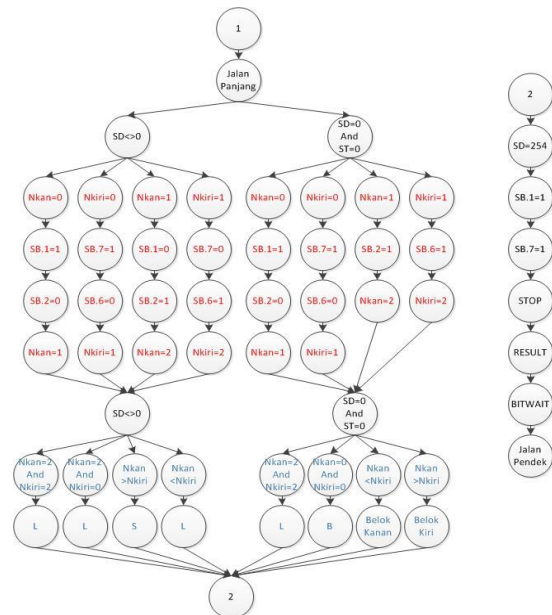 1
Jalan
Panjang
SD<>0
SD=0
And
ST=0
Nkan=0 Nkiri=0 Nkan=1 Nkiri=1 Nkan=0 Nkiri=0 Nkan=1 Nkiri=1
SB.1=1 SB.7=1 SB.1=0 SB.7=0 SB.1=1 SB.7=1 SB.2=1 SB.6=1
SB.2=0 SB.6=0 SB.2=1 SB.6=1 SB.2=0 SB.6=0 Nkan=2 Nkiri=2
Nkan=1 Nkiri=1 Nkan=2 Nkiri=2 Nkan=1 Nkiri=1
SD<>0
SD=0
And
ST=0
Nkan=2
And
Nkiri=2
Nkan=2
And
Nkiri=0
Nkan
>Nkiri
Nkan
<Nkiri
Nkan=2
And
Nkiri=2
Nkan=0
And
Nkiri=0
Nkan
<Nkiri
Nkan
>Nkiri
L L S L L B
Belok
Kanan
Belok
Kiri
2
2
SD=254
SB.1=1
SB.7=1
STOP
RESULT
BITWAIT
Jalan
Pendek